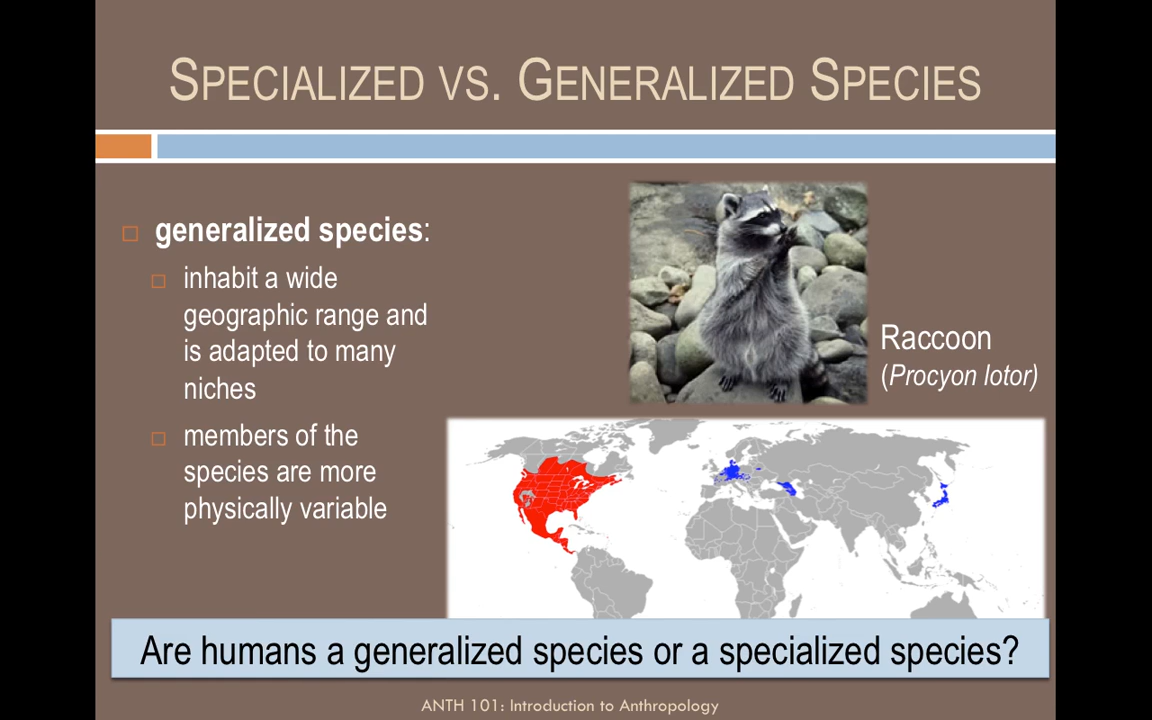 SPECIALIZED VS. GENERALIZED SPECIES
generalized species:
inhabit a wide
geographic range and
is adapted to many
niches
members of the
species are more
physically variable
Raccoon
(Procyon lotor)
Are humans a generalized species or a specialized species?
ANTH 101: Introduction to Anthropology